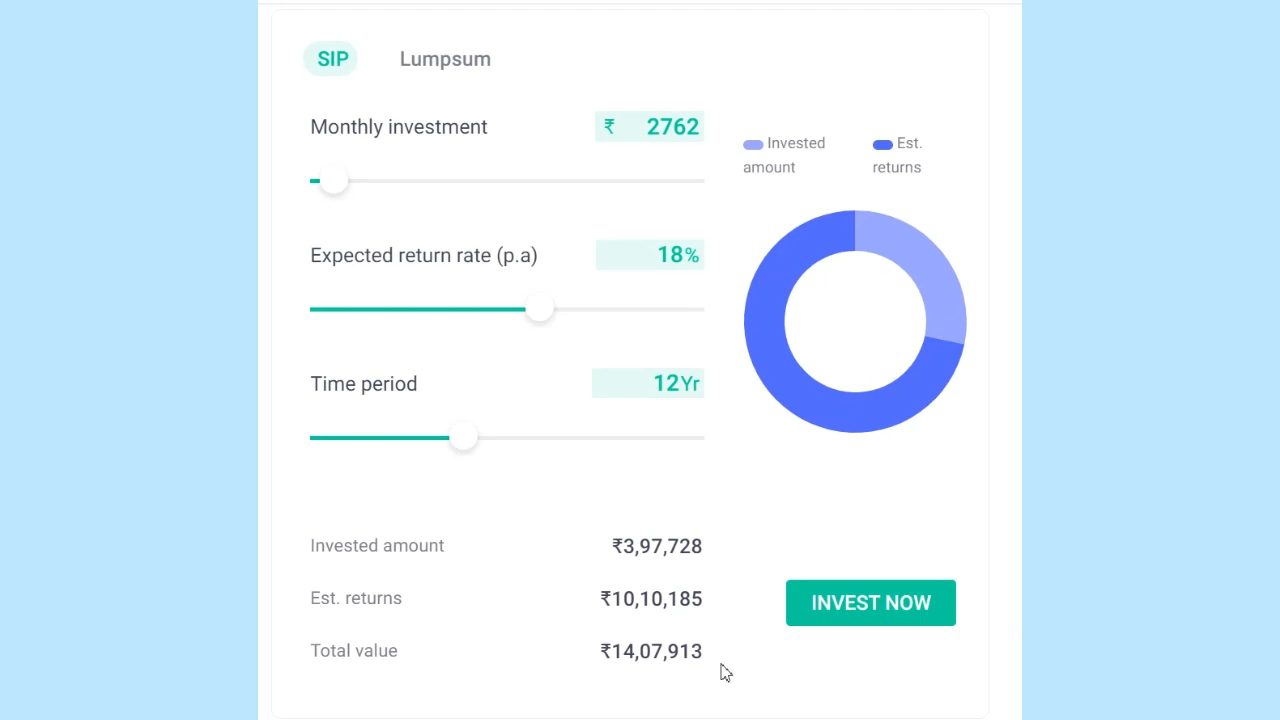 SIP Lumpsum
Monthly investment ₹ 2762
Invested amount
Est. returns
Expected return rate (p.a) 18%
Time period 12Yr
Invested amount ₹3,97,728
Est. returns ₹10,10,185
INVEST NOW
Total value ₹14,07,913